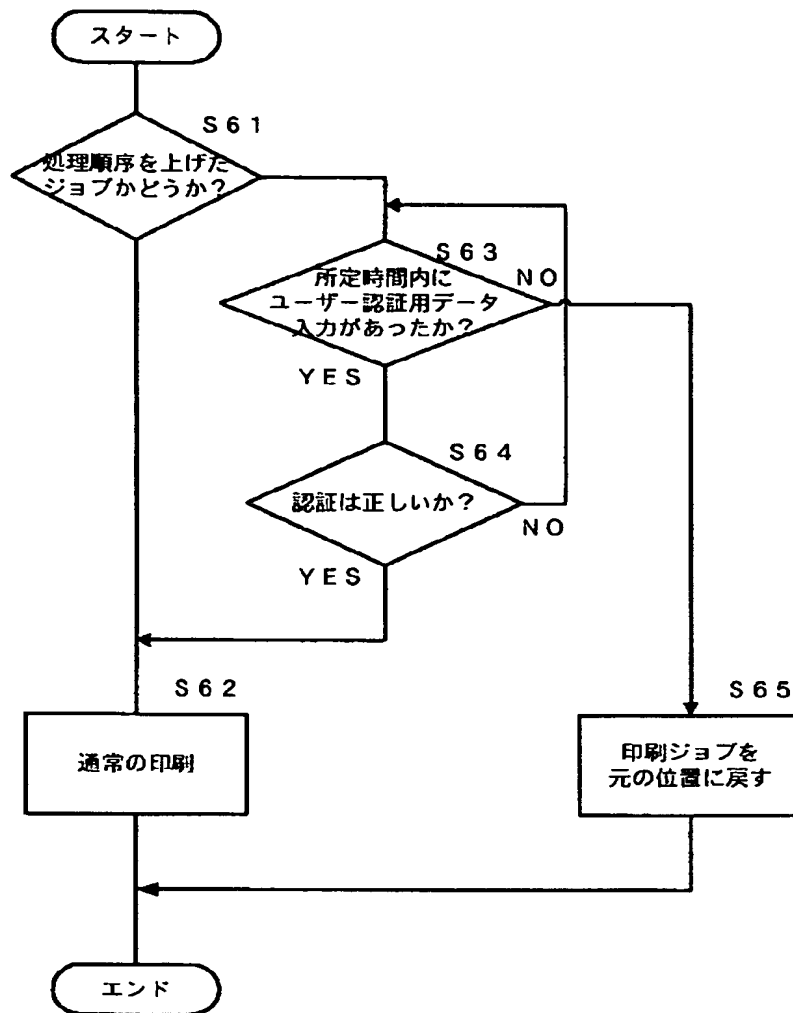 スタート
S61
処理順序を上げた
ジョブかどうか?
S63
所定時間内に
ユーザー認証用データ
入力があったか?
NO
YES
S64
認証は正しいか?
NO
YES
S62
通常の印刷
S65
印刷ジョブを
元の位置に戻す
エンド